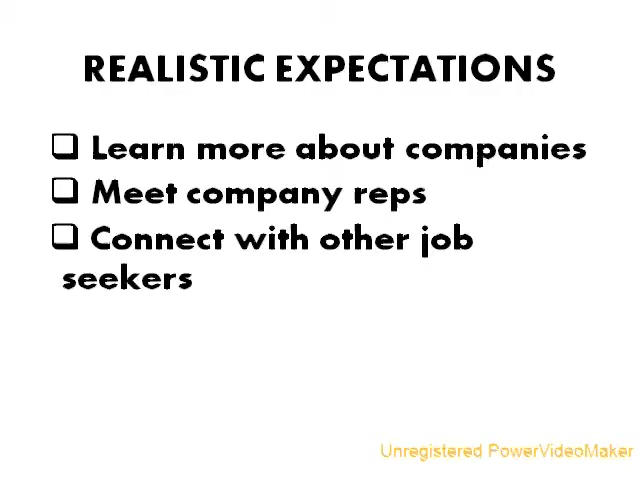 REALISTIC EXPECTATIONS
❑ Learn more about companies
❑ Meet company reps
❑ Connect with other job
seekers
Unregistered PowerVideoMaker